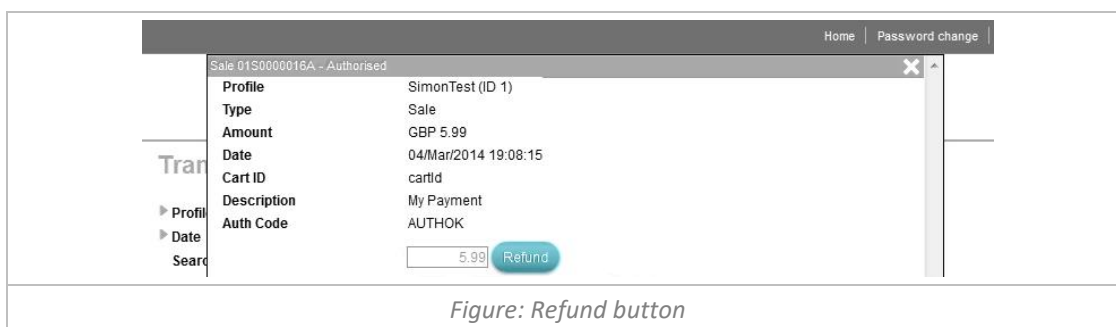 Home | Password change |
Sale 01S0000016A - Authorised
Profile SimonTest (ID 1)
Type Sale
Amount GBP 5.99
Date 04/Mar/2014 19:08:15
Cart ID cartId
Description My Payment
Auth Code AUTHOK
5.99 Refund
Tran
Profil
Date
Searc
Figure: Refund button